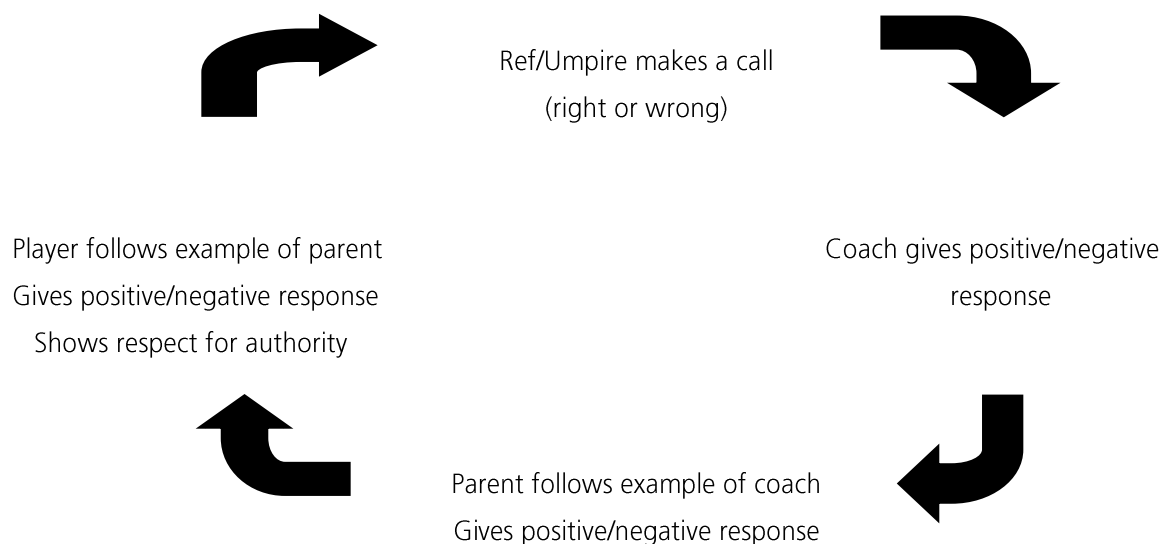 Ref/Umpire makes a call
(right or wrong)
Coach gives positive/negative
response
Parent follows example of coach
Gives positive/negative response
Player follows example of parent
Gives positive/negative response
Shows respect for authority